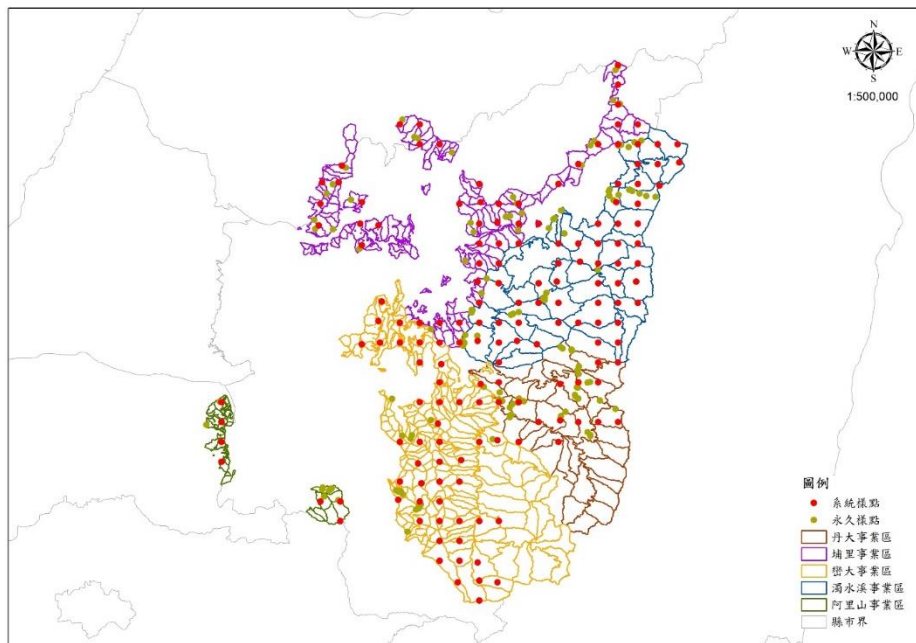 N
W E
S
1:500,000
圖例
系統樣點
永久樣點
丹大事業區
埔里事業區
巒大事業區
濁水溪事業區
阿里山事業區
縣市界